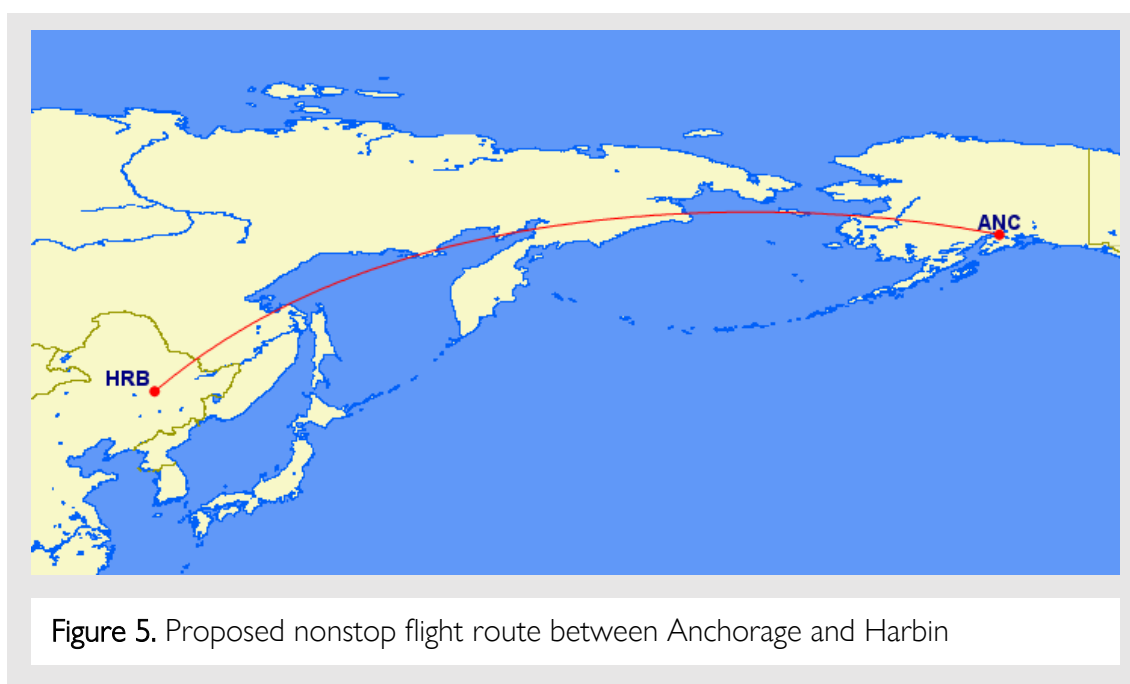 ANC
HRB
Figure 5. Proposed nonstop flight route between Anchorage and Harbin